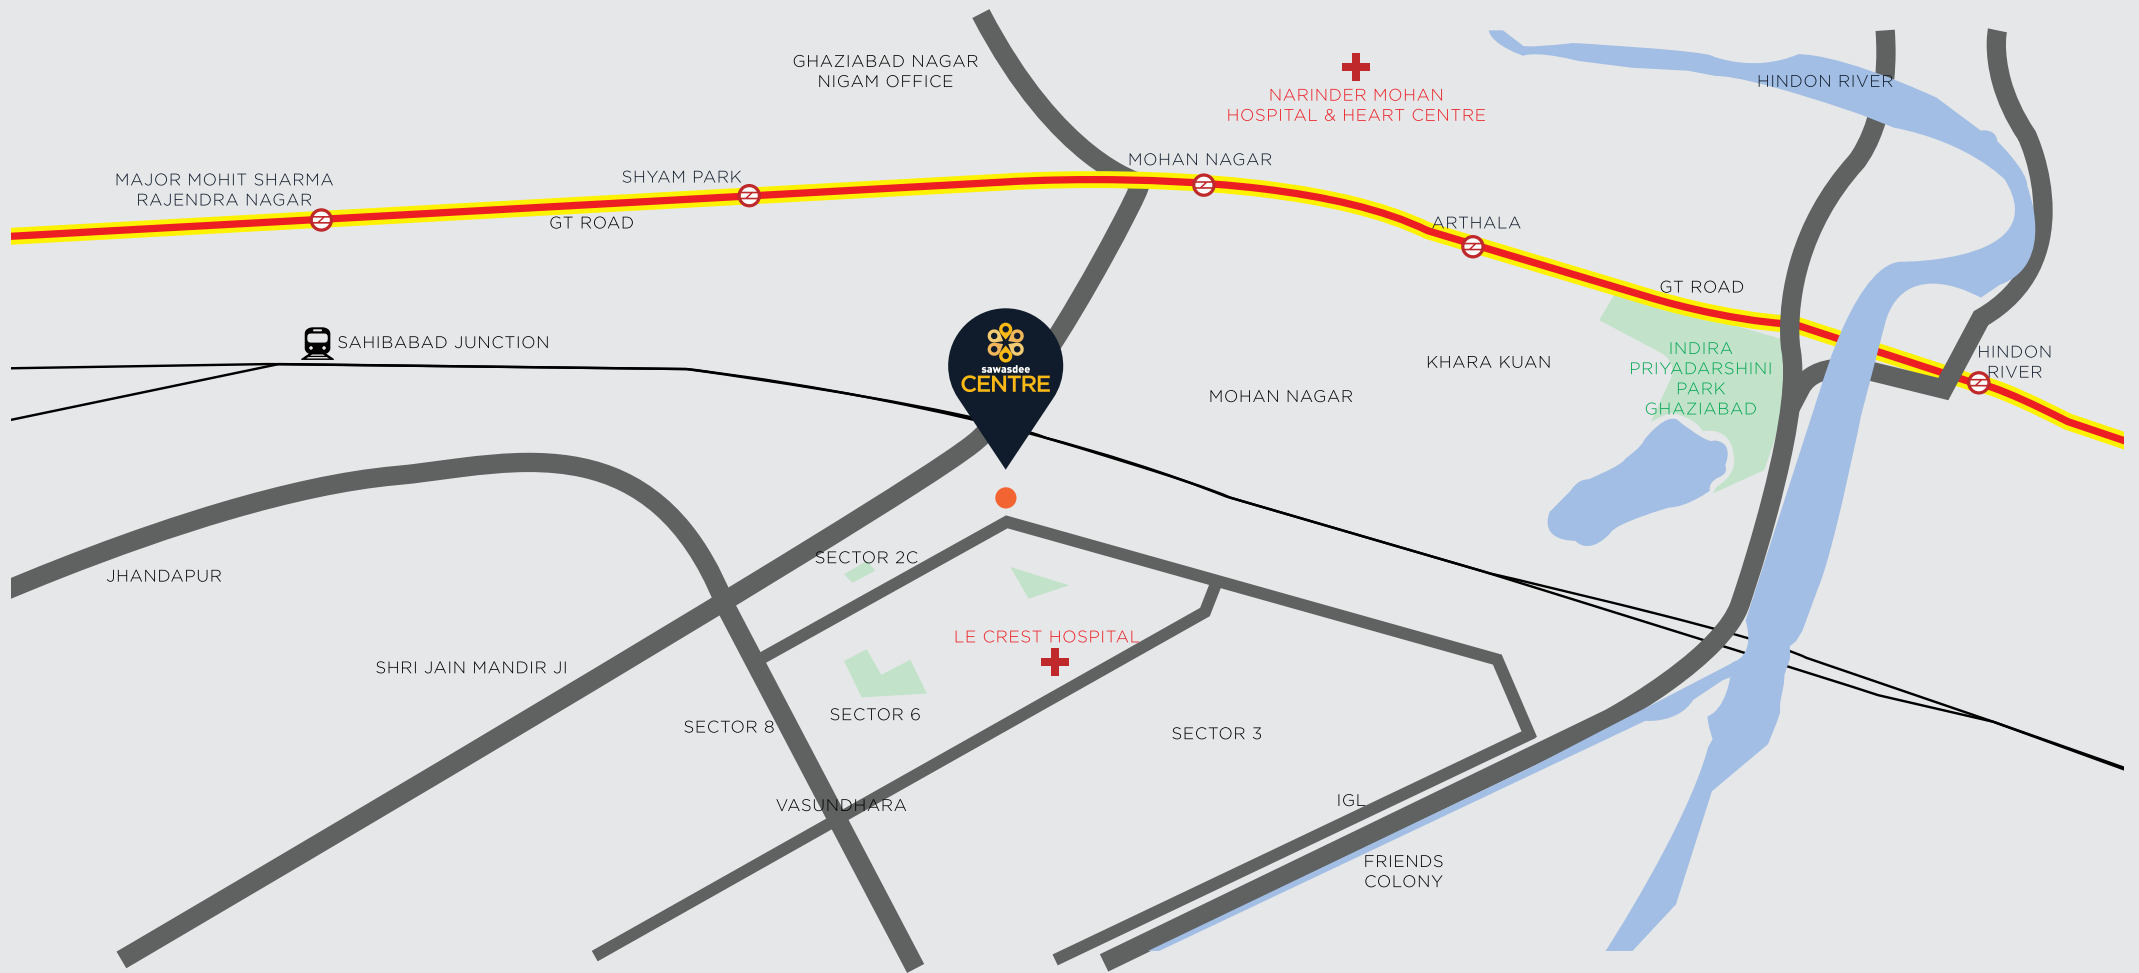 GHAZIABAD NAGAR
NIGAM OFFICE
NARINDER MOHAN
HOSPITAL & HEART CENTRE
HINDON RIVER
MAJOR MOHIT SHARMA
RAJENDRA NAGAR
SHYAM PARK
MOHAN NAGAR
GT ROAD
ARTHALA
GT ROAD
SAHIBABAD JUNCTION
sawasdee
CENTRE
MOHAN NAGAR
KHARA KUAN
INDIRA
PRIYADARSHINI
PARK
GHAZIABAD
HINDON
RIVER
JHANDAPUR
SECTOR 2C
LE CREST HOSPITAL
SHRI JAIN MANDIR JI
SECTOR 8
SECTOR 6
SECTOR 3
VASUNDHARA
IGL
FRIENDS
COLONY